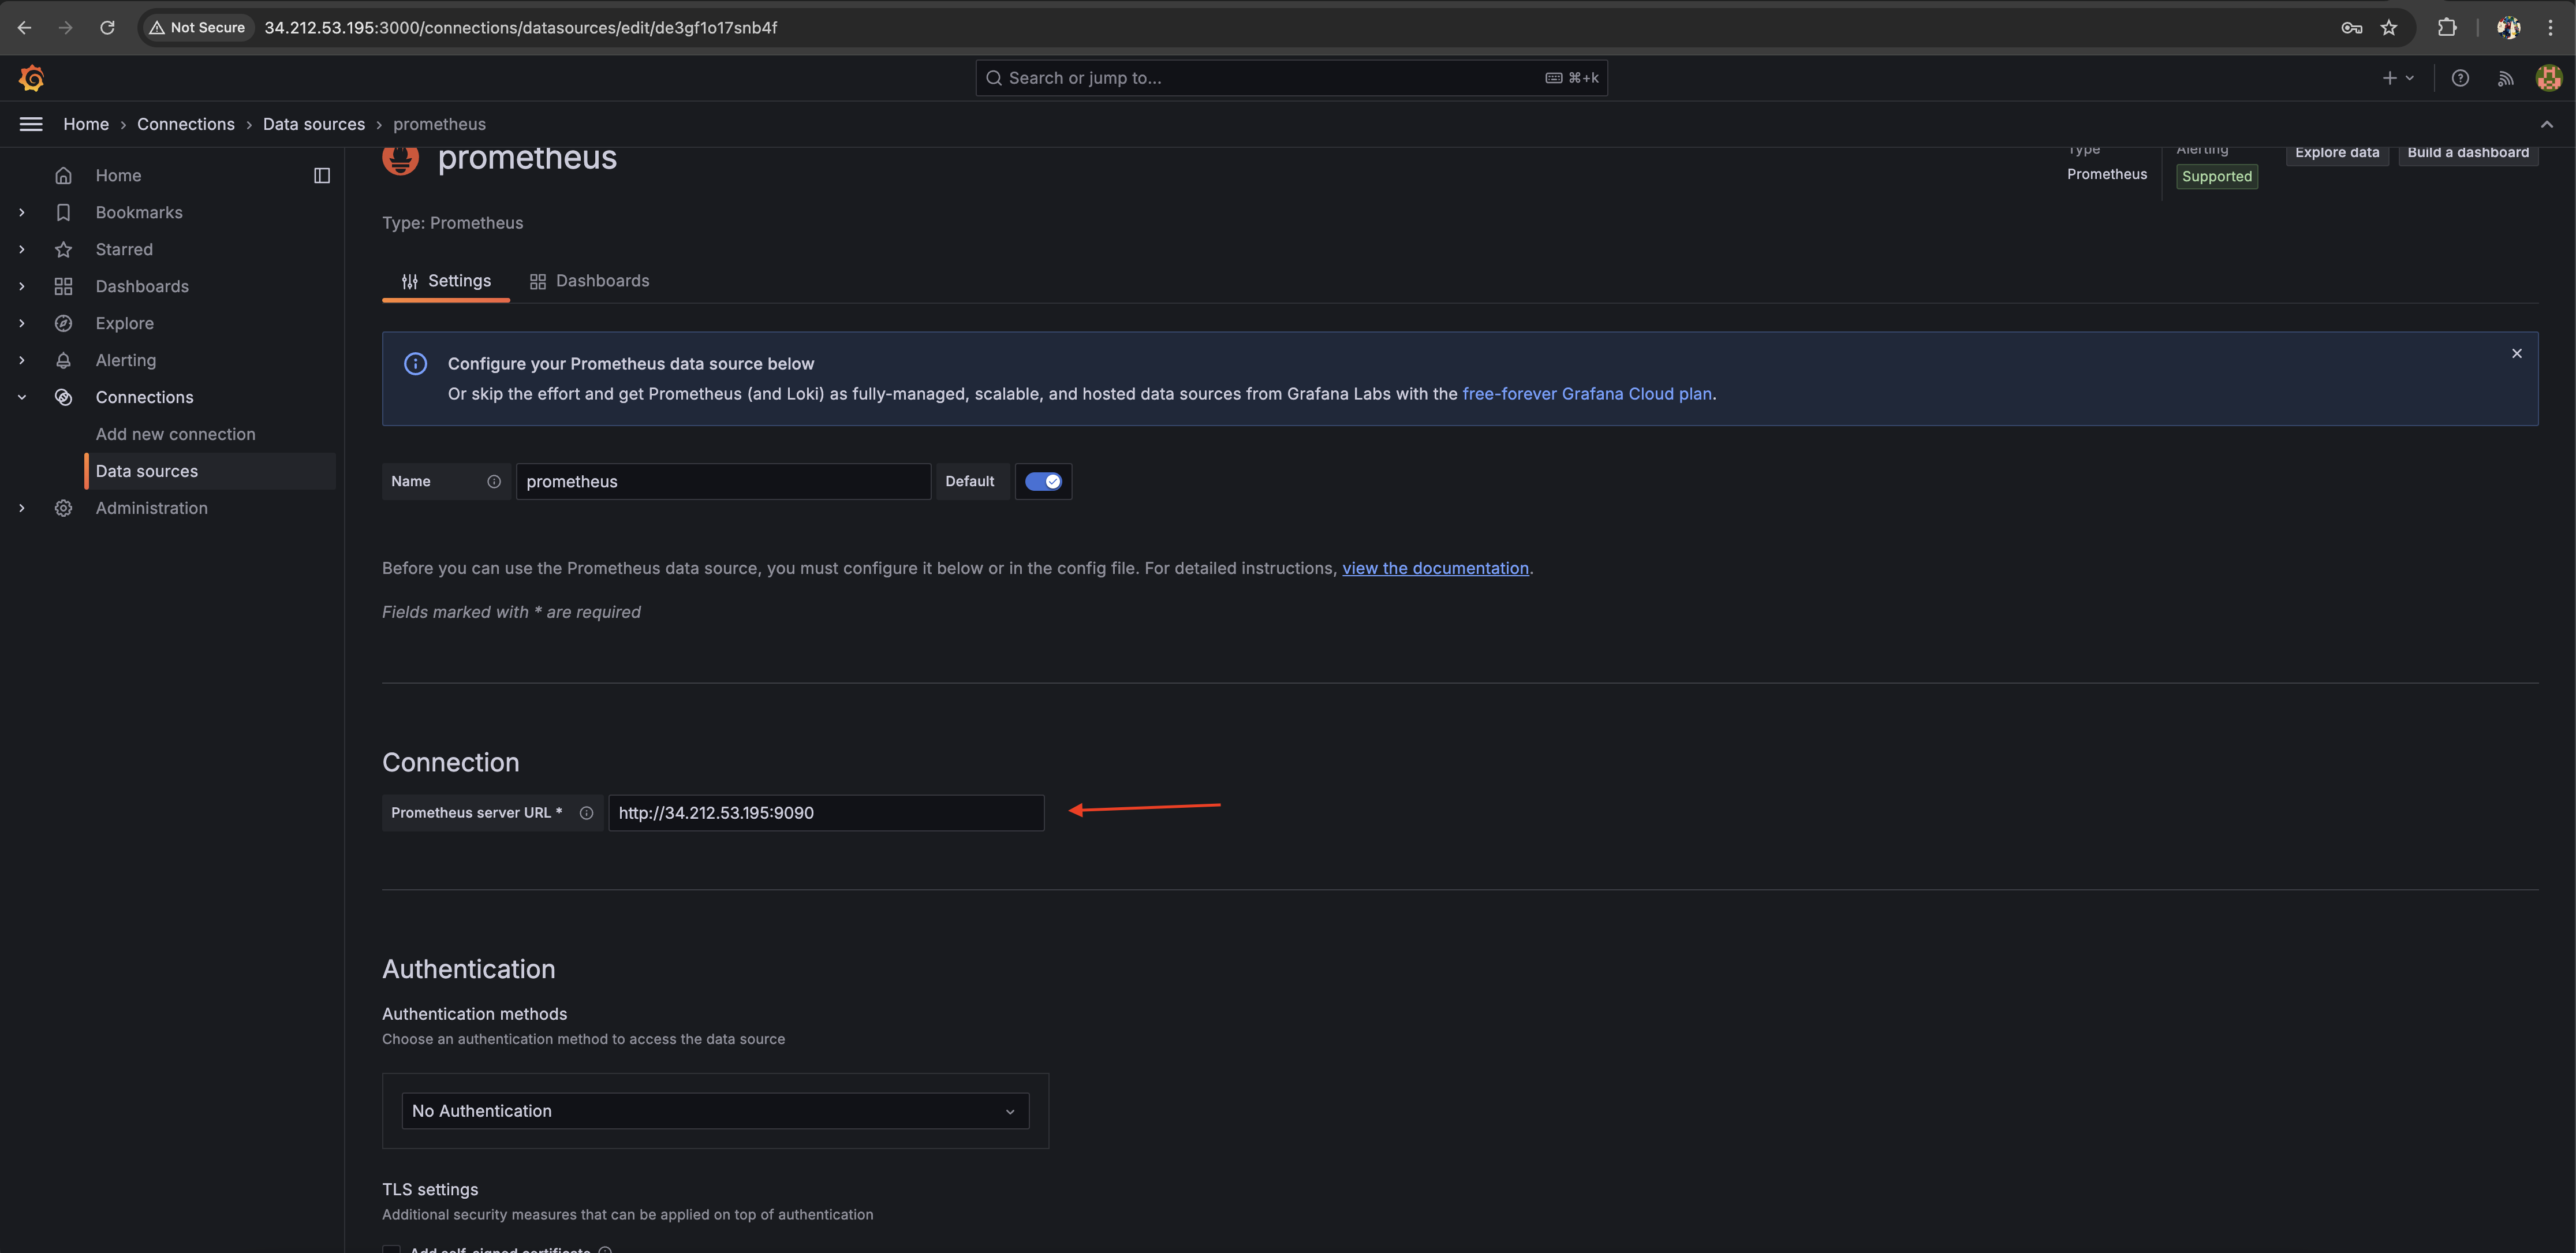 Not Secure 34.212.53.195:3000/connections/datasources/edit/de3gf1o17snb4f
Search or jump to... ⌘+k
Home › Connections › Data sources › prometheus
Home
Bookmarks
Starred
Dashboards
Explore
Alerting
Connections
Add new connection
Data sources
Administration
prometheus
Type
Prometheus
Alerting
Supported
Explore data
Build a dashboard
Type: Prometheus
Settings Dashboards
Configure your Prometheus data source below
Or skip the effort and get Prometheus (and Loki) as fully-managed, scalable, and hosted data sources from Grafana Labs with the free-forever Grafana Cloud plan.
Name prometheus Default
Before you can use the Prometheus data source, you must configure it below or in the config file. For detailed instructions, view the documentation.
Fields marked with * are required
Connection
Prometheus server URL * http://34.212.53.195:9090
Authentication
Authentication methods
Choose an authentication method to access the data source
No Authentication
TLS settings
Additional security measures that can be applied on top of authentication
Add self-signed certificate